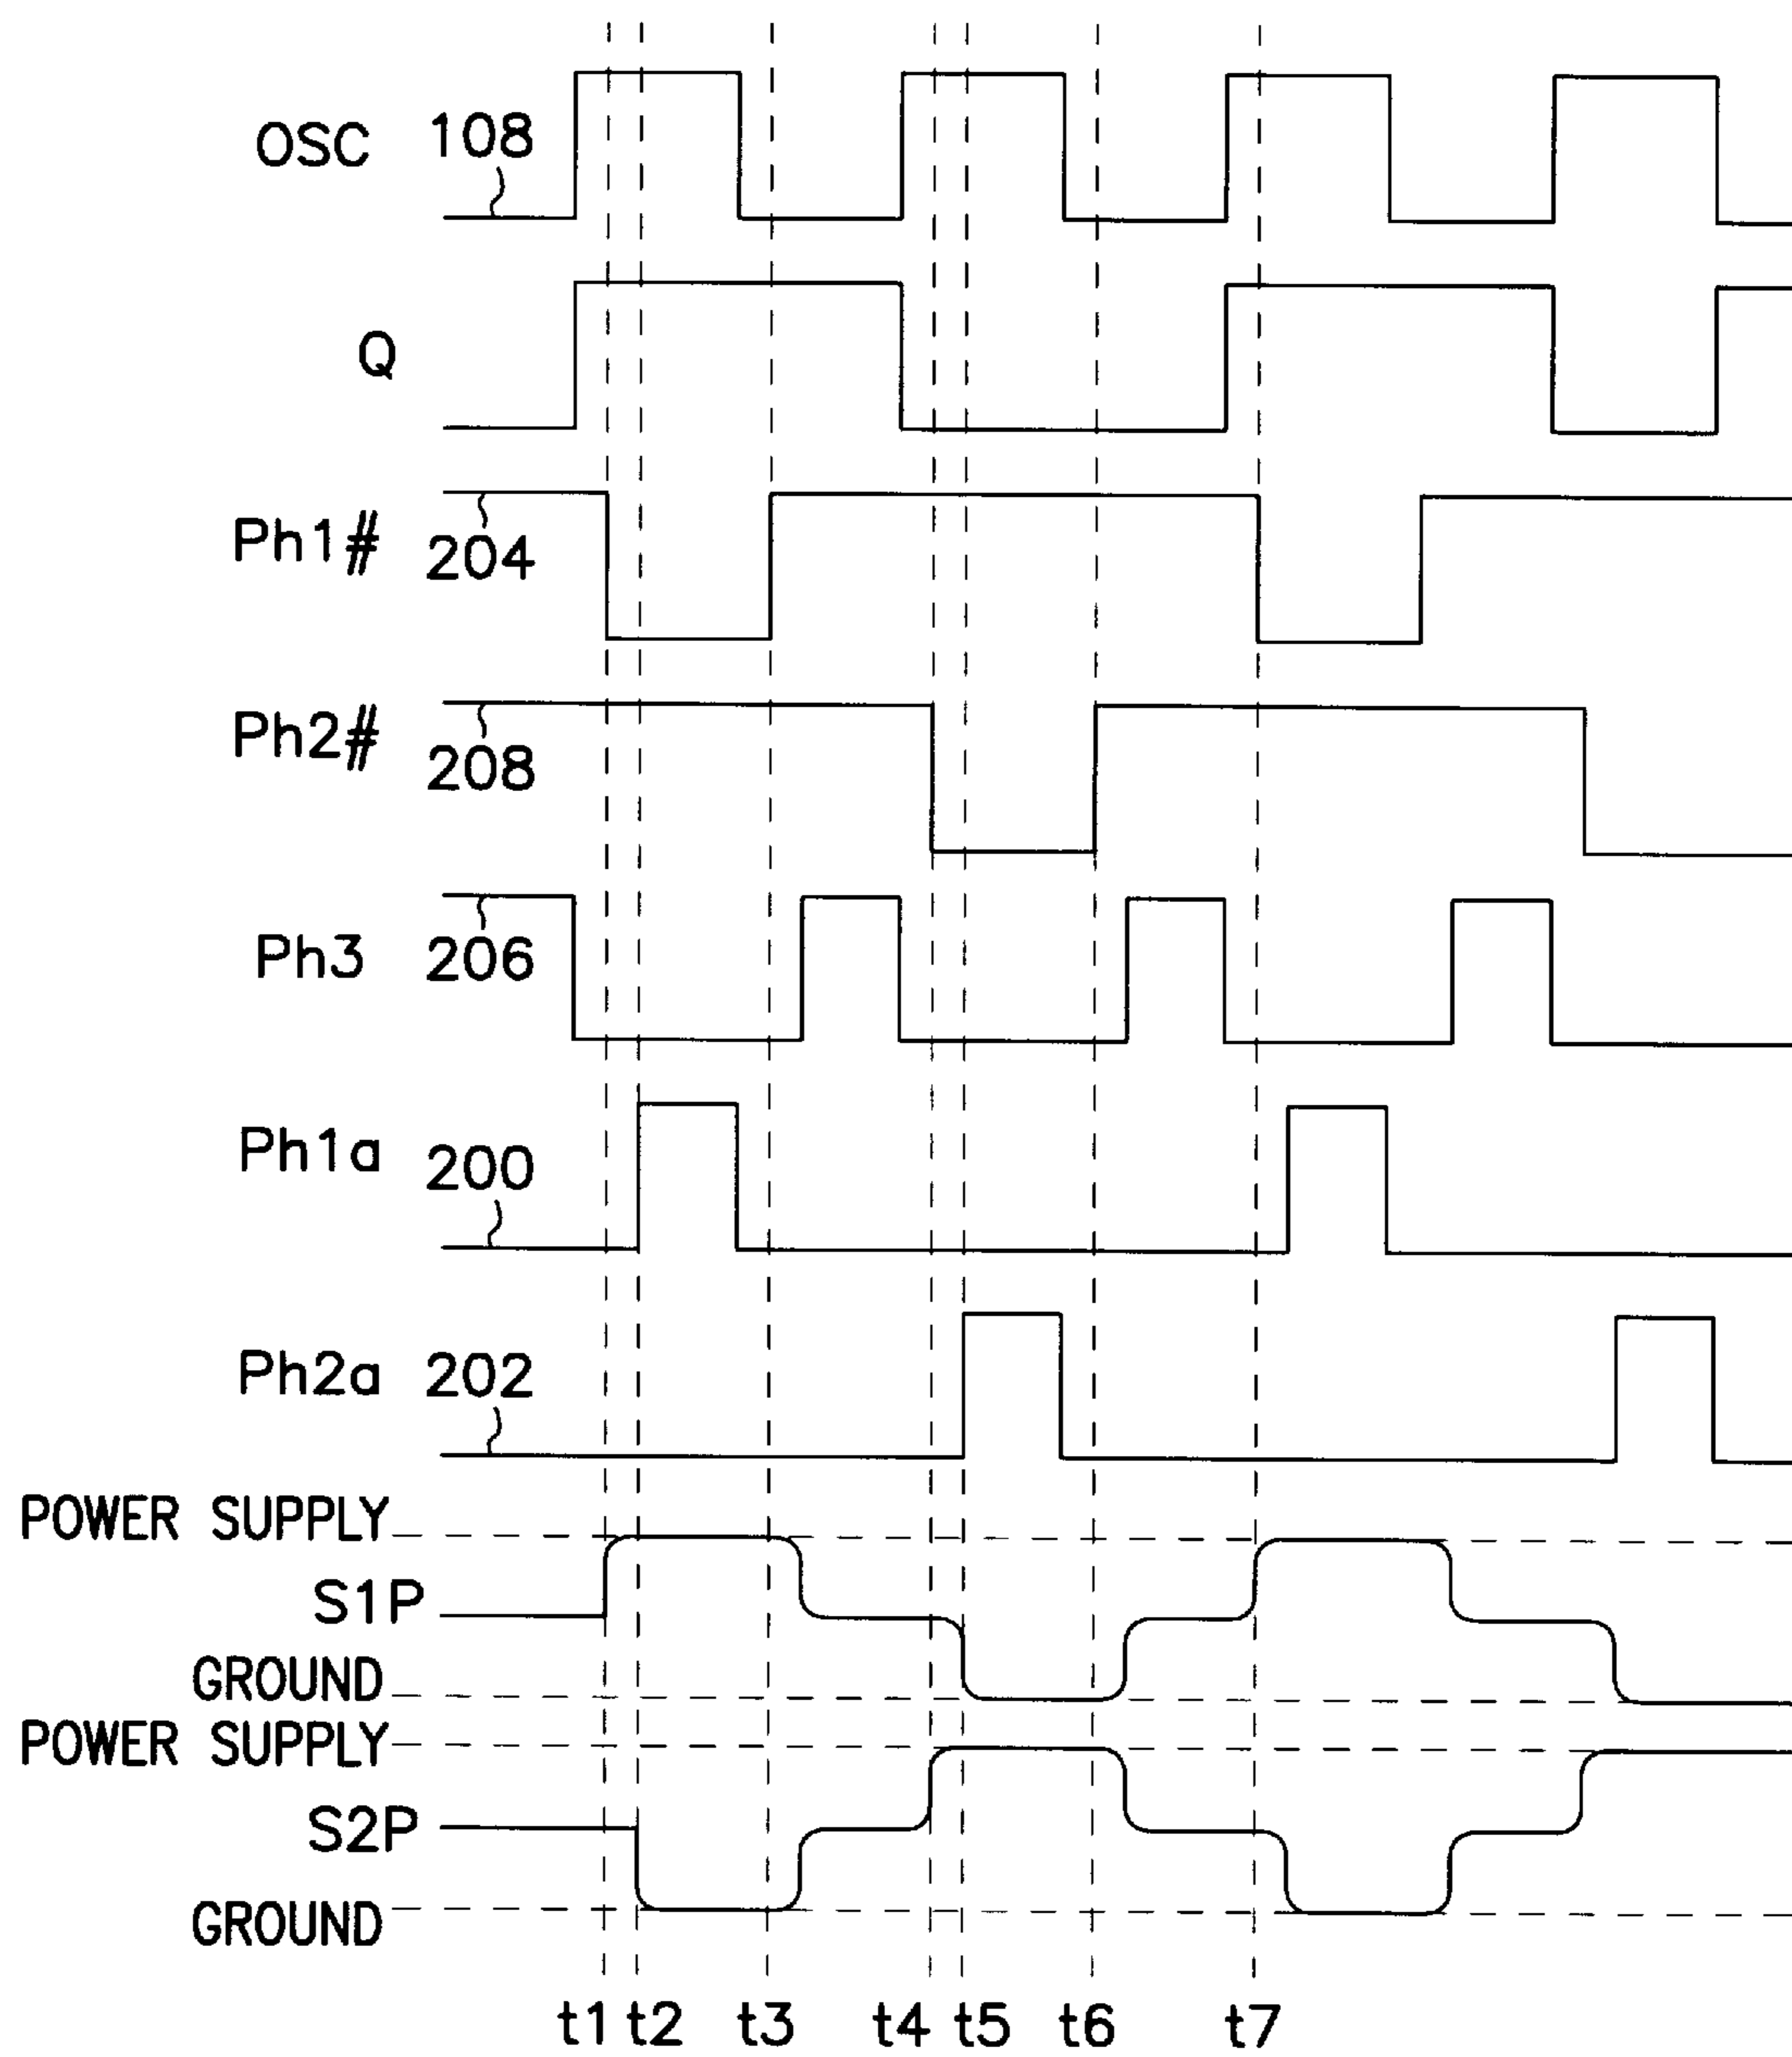 OSC 108
Q
Ph1# 204
Ph2# 208
Ph3 206
Ph1a 200
Ph2a 202
POWER SUPPLY
S1P
GROUND
POWER SUPPLY
S2P
GROUND
t1 t2 t3 t4 t5 t6 t7